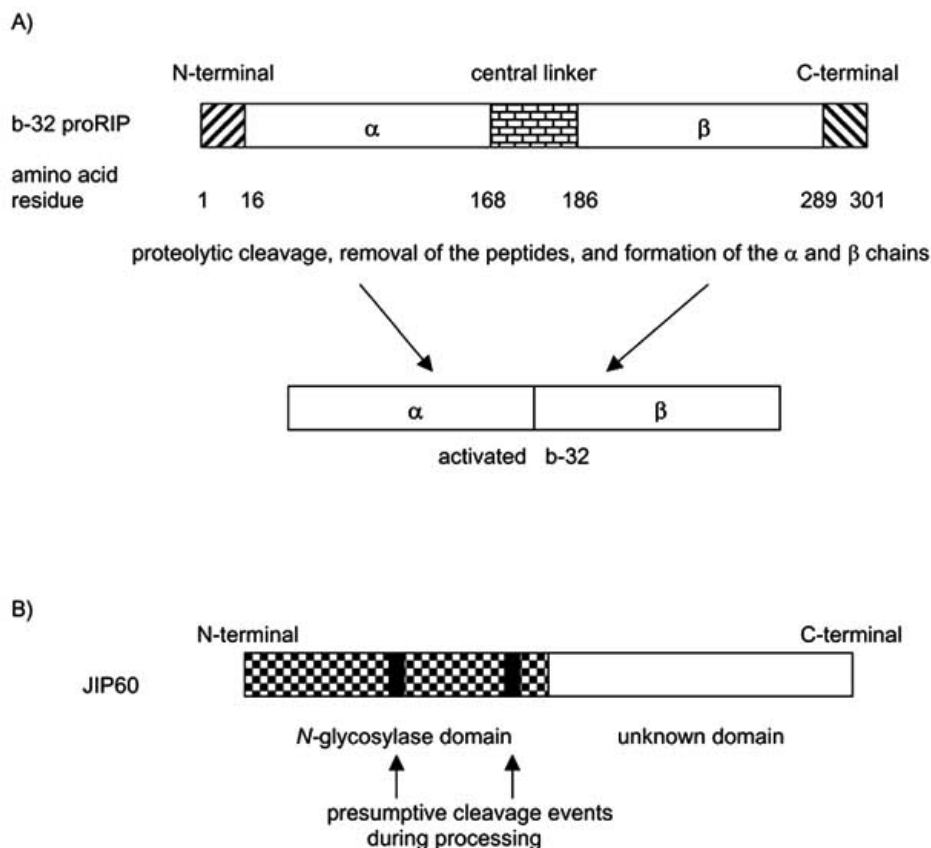 A)
N-terminal central linker C-terminal
b-32 proRIP α β
amino acid
residue 1 16 168 186 289 301
proteolytic cleavage, removal of the peptides, and formation of the α and β chains
α β
activated b-32
B)
N-terminal C-terminal
JIP60
N-glycosylase domain unknown domain
presumptive cleavage events
during processing